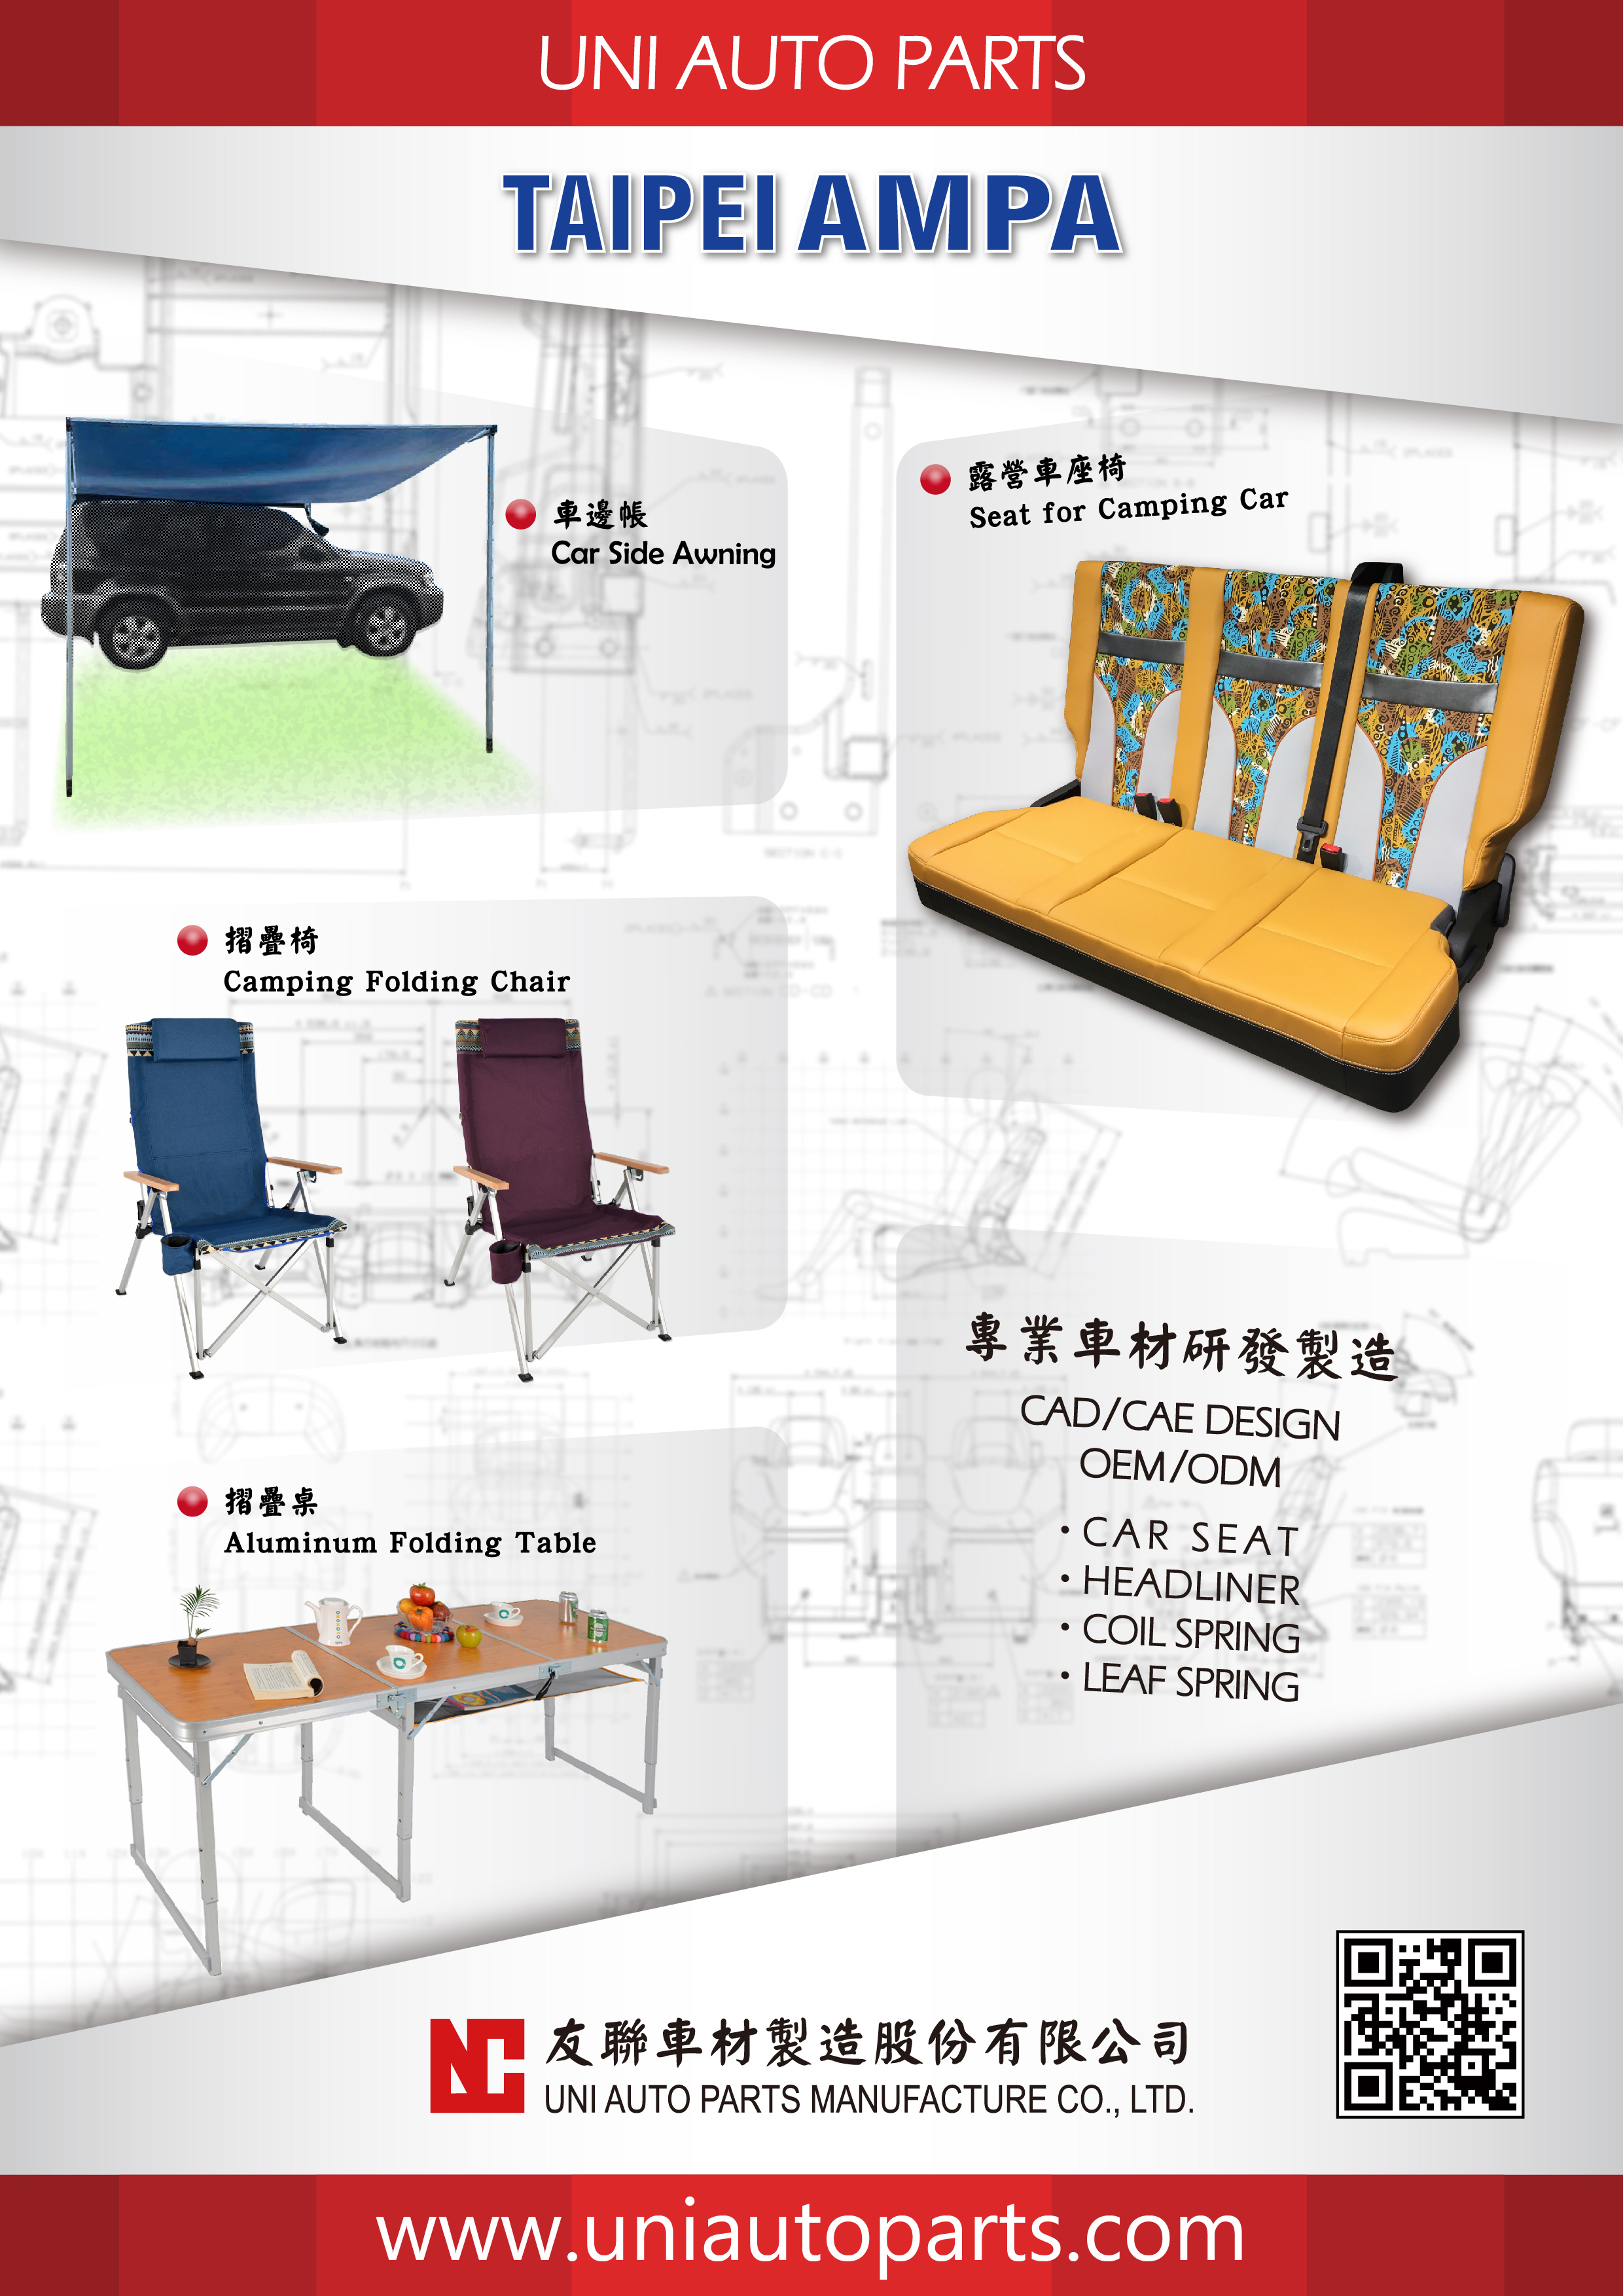 UNI AUTO PARTS
TAIPEI AMPA
車邊帳
Car Side Awning
露營車座椅
Seat for Camping Car
摺疊椅
Camping Folding Chair
專業車材研發製造
CAD/CAE DESIGN
OEM/ODM
• CAR SEAT
• HEADLINER
• COIL SPRING
• LEAF SPRING
摺疊桌
Aluminum Folding Table
友聯車材製造股份有限公司
UNI AUTO PARTS MANUFACTURE CO., LTD.
www.uniautoparts.com